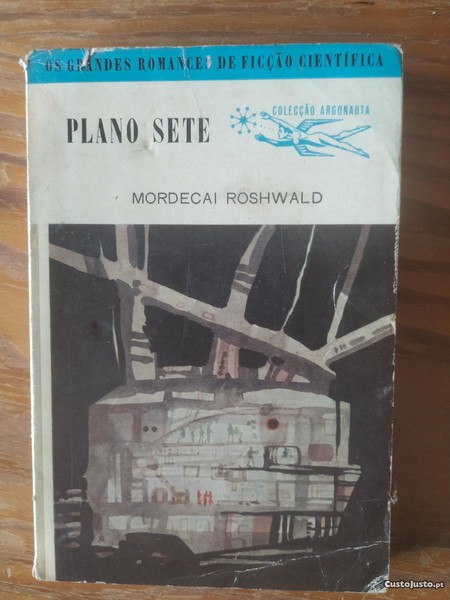 OS GRANDES ROMANCES DE FICÇÃO CIENTÍFICA
PLANO SETE
COLECÇÃO ARGONAUTA
MORDECAI ROSHWALD
CustoJusto.pt